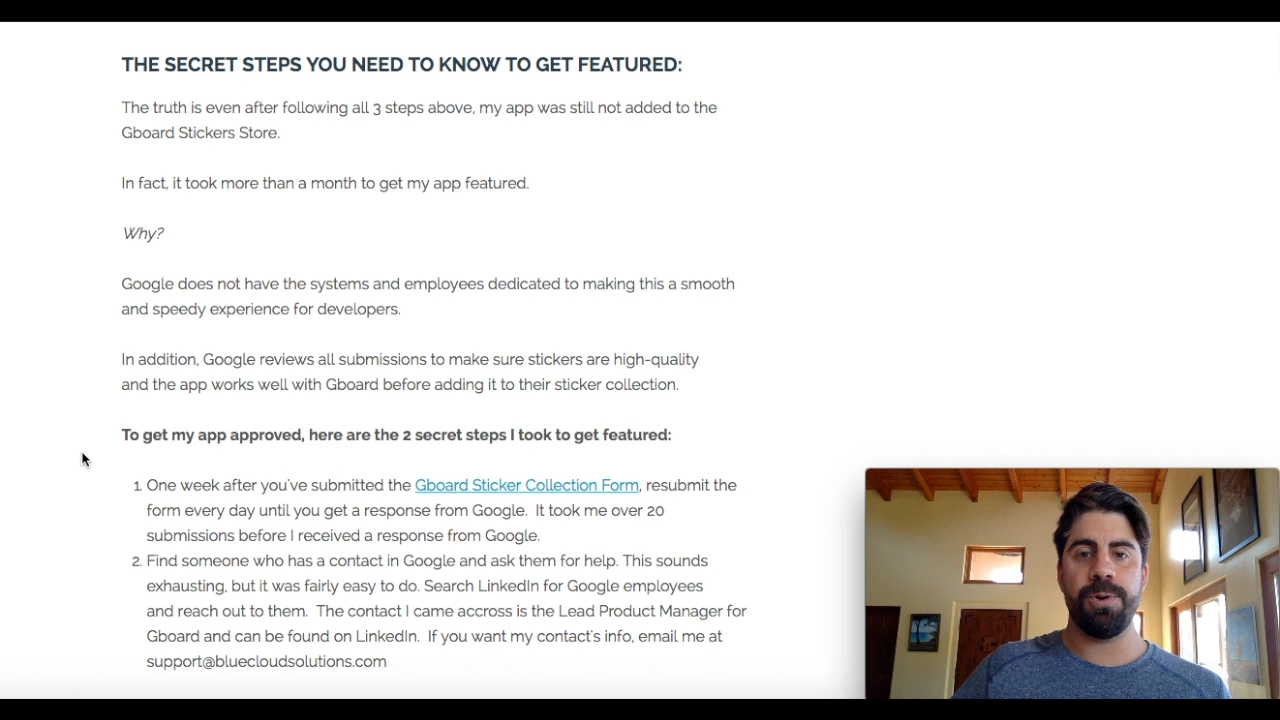 THE SECRET STEPS YOU NEED TO KNOW TO GET FEATURED:
The truth is even after following all 3 steps above, my app was still not added to the
Gboard Stickers Store.
In fact, it took more than a month to get my app featured.
Why?
Google does not have the systems and employees dedicated to making this a smooth
and speedy experience for developers.
In addition, Google reviews all submissions to make sure stickers are high-quality
and the app works well with Gboard before adding it to their sticker collection.
To get my app approved, here are the 2 secret steps I took to get featured:
1. One week after you've submitted the Gboard Sticker Collection Form, resubmit the
form every day until you get a response from Google. It took me over 20
submissions before I received a response from Google.
2. Find someone who has a contact in Google and ask them for help. This sounds
exhausting, but it was fairly easy to do. Search LinkedIn for Google employees
and reach out to them. The contact I came accross is the Lead Product Manager for
Gboard and can be found on LinkedIn. If you want my contact's info, email me at
support@bluecloudsolutions.com